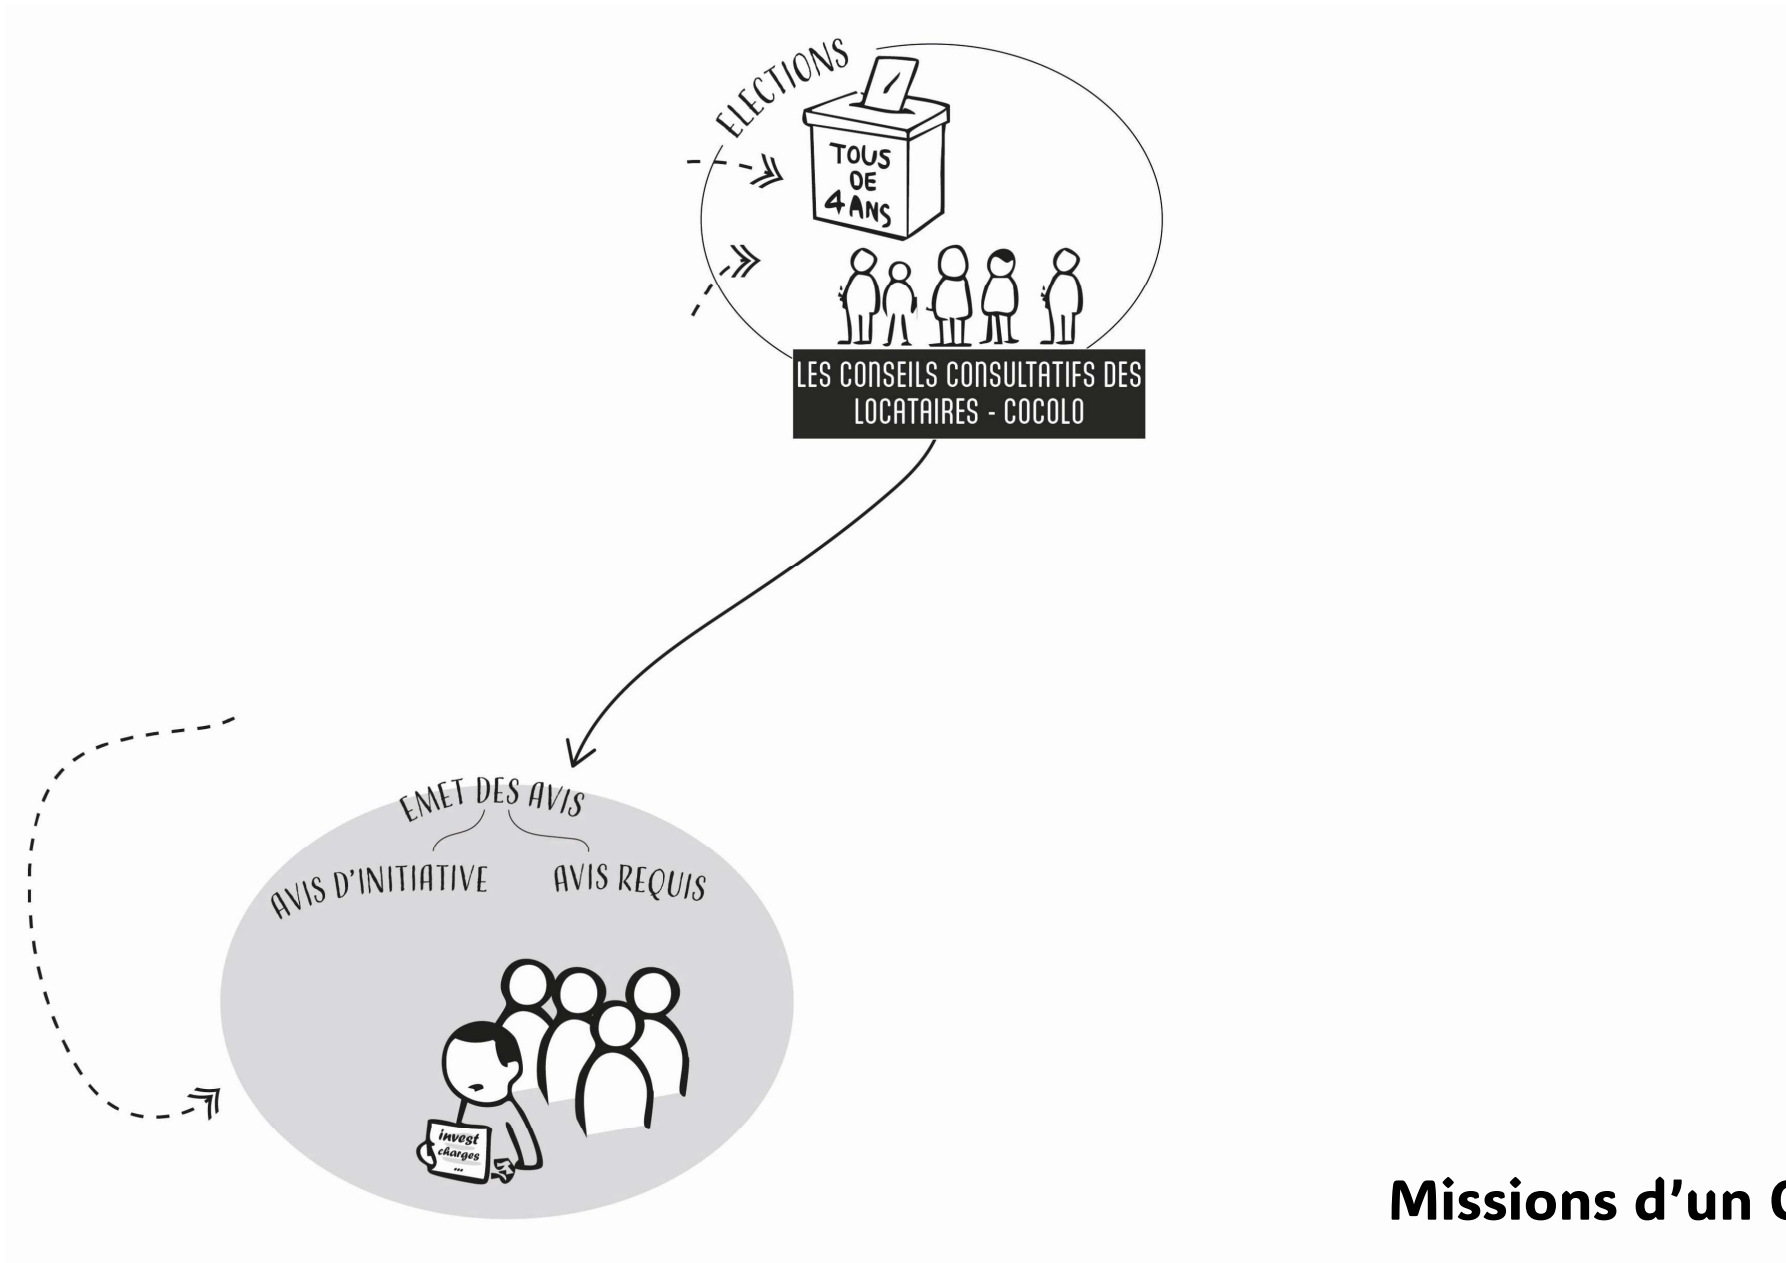 ELECTIONS
TOUS
DE
4 ANS
LES CONSEILS CONSULTATIFS DES
LOCATAIRES - COCOLO
EMET DES AVIS
AVIS D'INITIATIVE AVIS REQUIS
invest
charges
...
Missions d'un